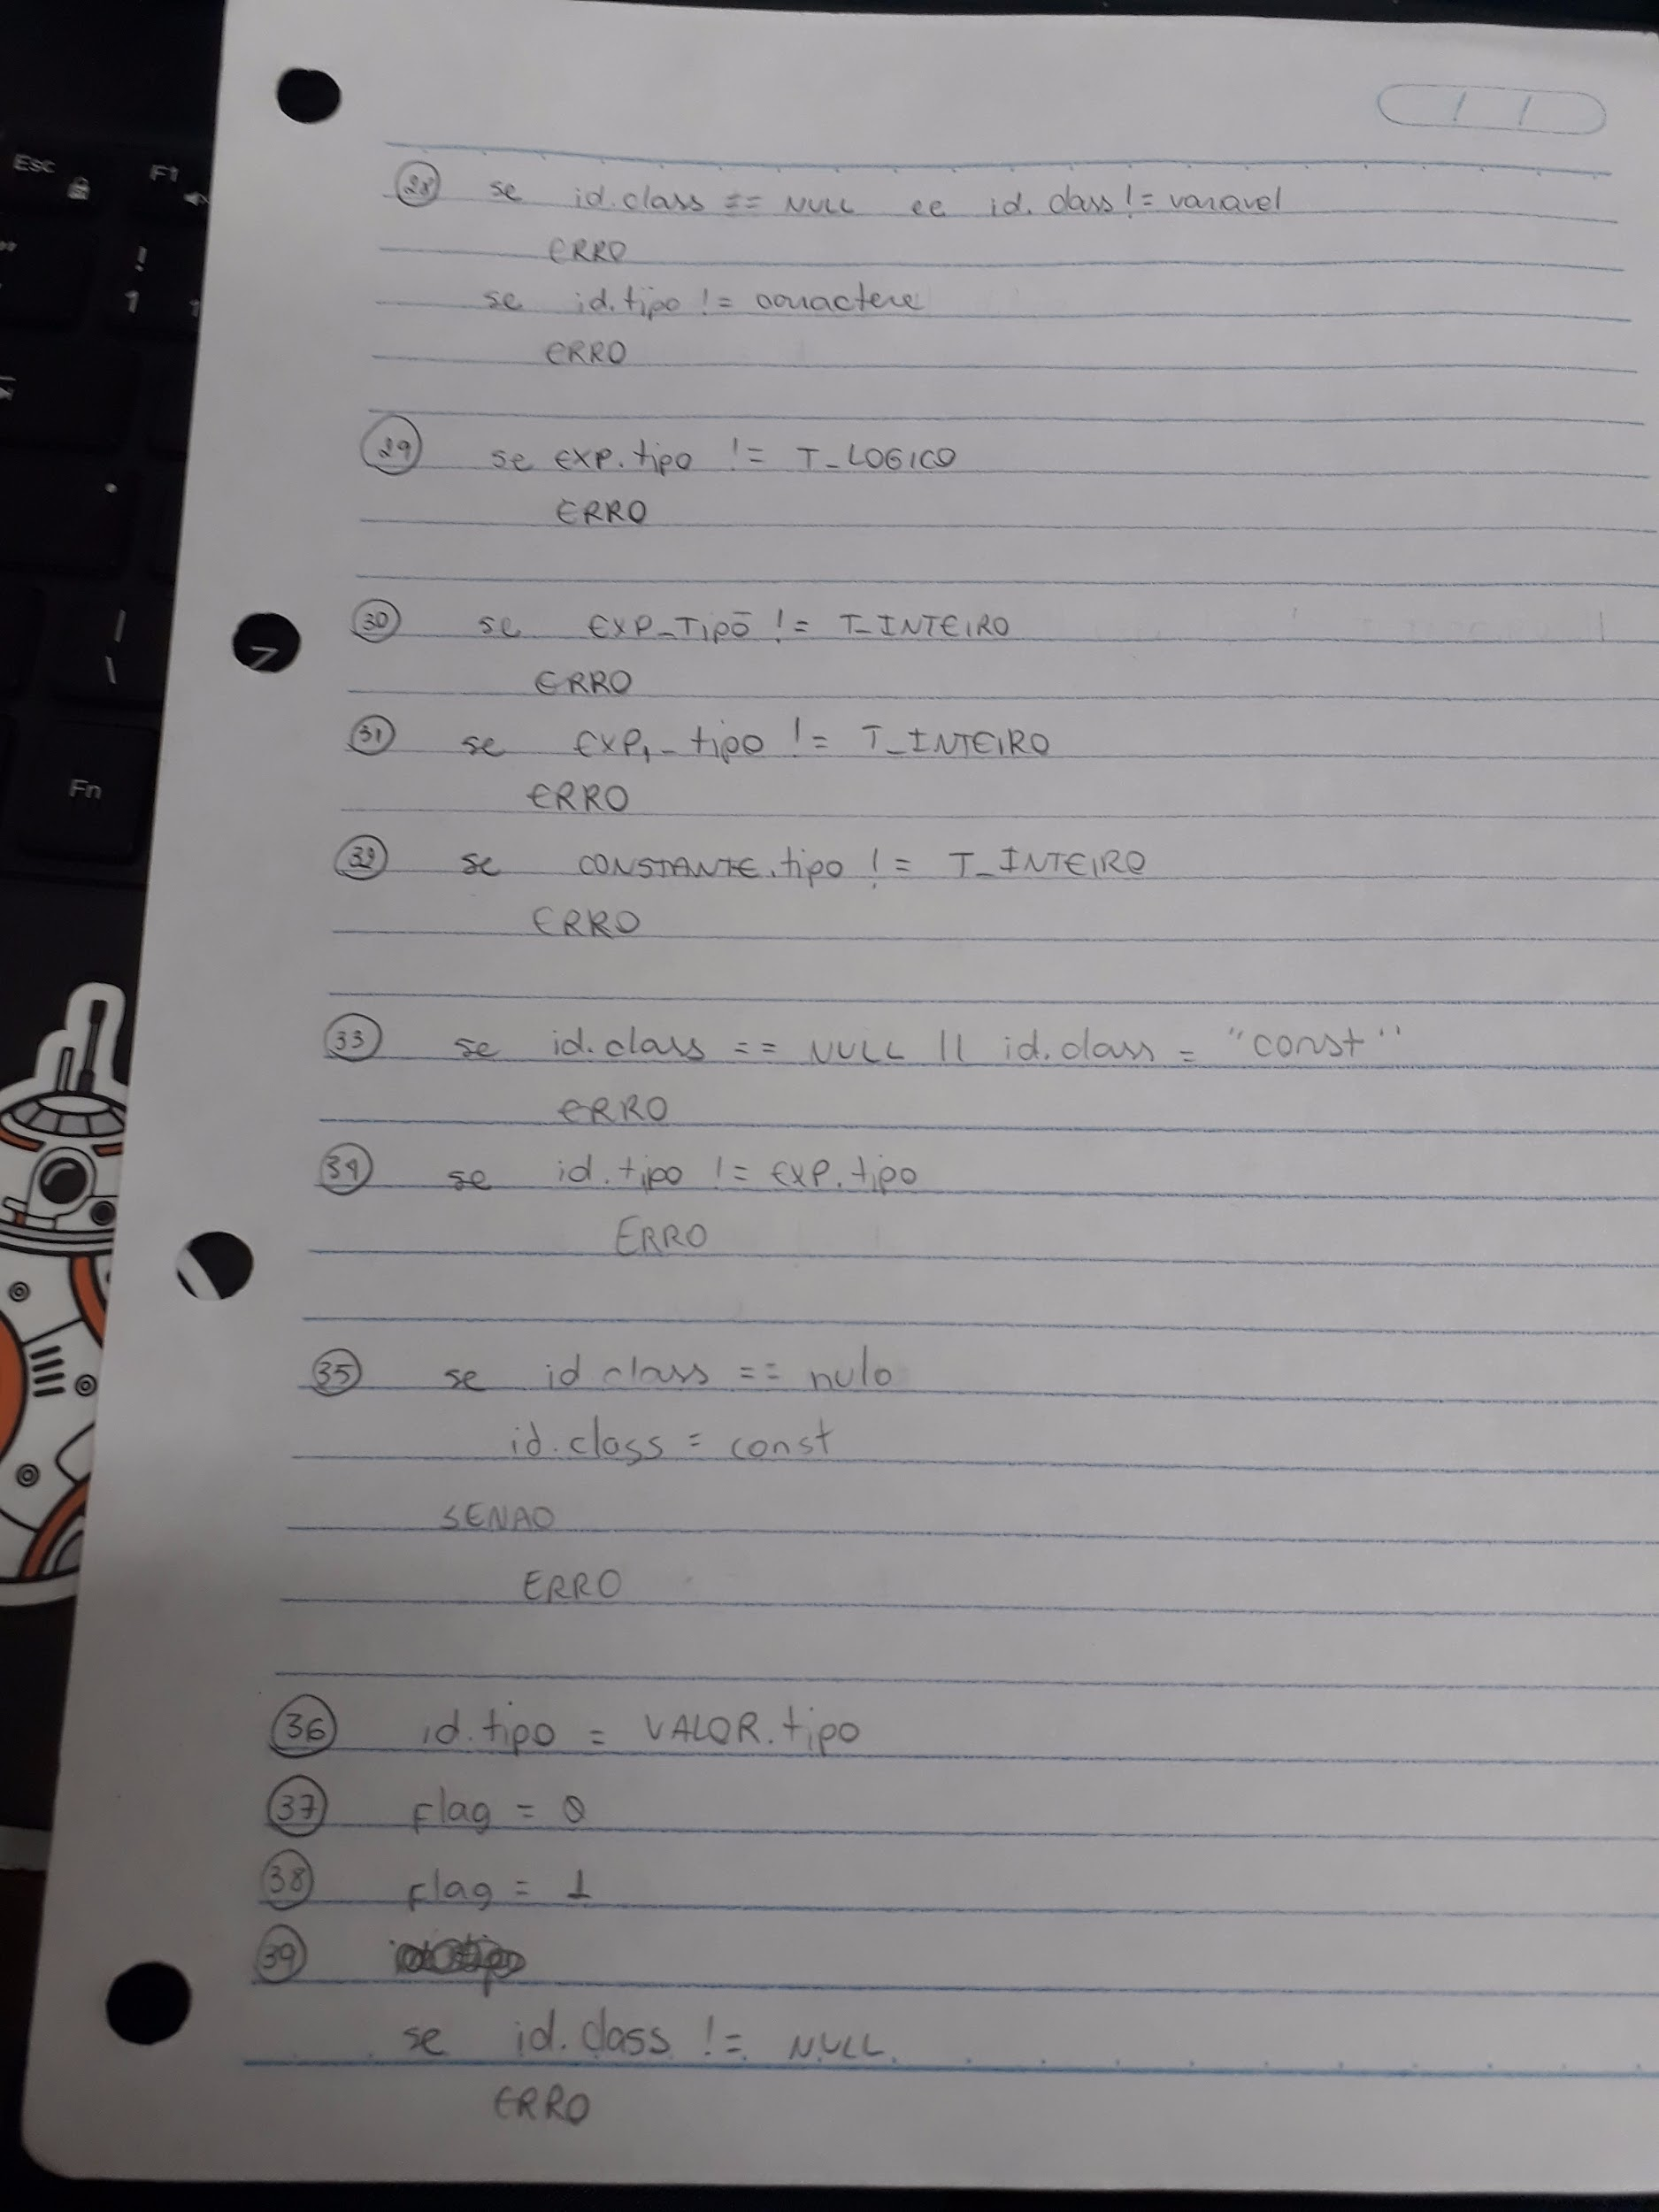 Esc F1
! 1
Fn
28 se id.class == NULL ee id.class != variavel
ERRO
se id.tipo != caractere
ERRO
29 se exp.tipo != T_LOGICO
ERRO
30 se EXP_TIPO != T_INTEIRO
ERRO
31 se EXP1_tipo != T_INTEIRO
ERRO
32 se CONSTANTE.tipo != T_INTEIRO
ERRO
33 se id.class == NULL || id.class = "const"
ERRO
34 se id.tipo != EXP.tipo
ERRO
35 se id class == nulo
id.class = const
SENAO
ERRO
36 id.tipo = VALOR.tipo
37 Flag = 0
38 Flag = 1
39
se id.class != NULL
ERRO